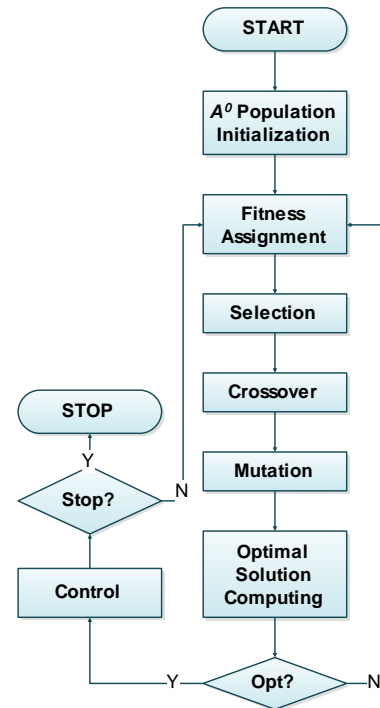 START
A⁰ Population
Initialization
Fitness
Assignment
Selection
Crossover
STOP
Y
Mutation
Stop?
N
Optimal
Solution
Computing
Control
Y
Opt?
N